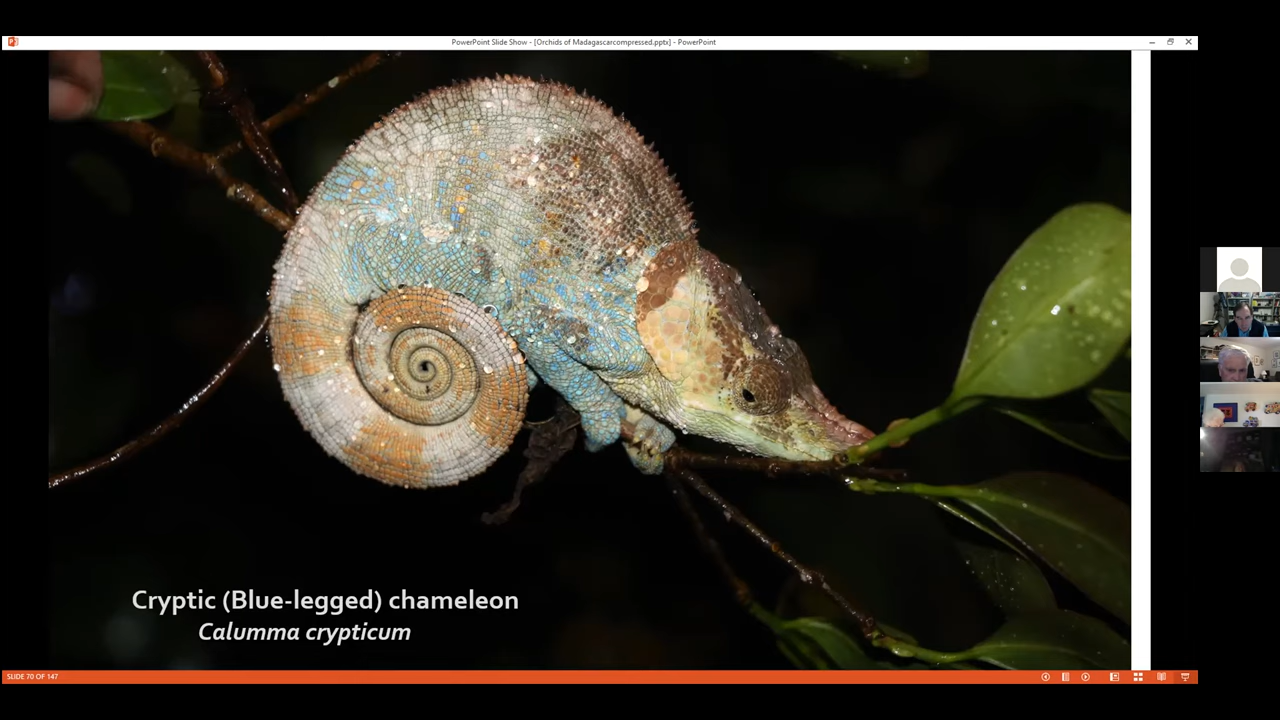 PowerPoint Slide Show - [Orchids of Madagascarcompressed.pptx] - PowerPoint
Cryptic (Blue-legged) chameleon
Calumma crypticum
SLIDE 70 OF 147